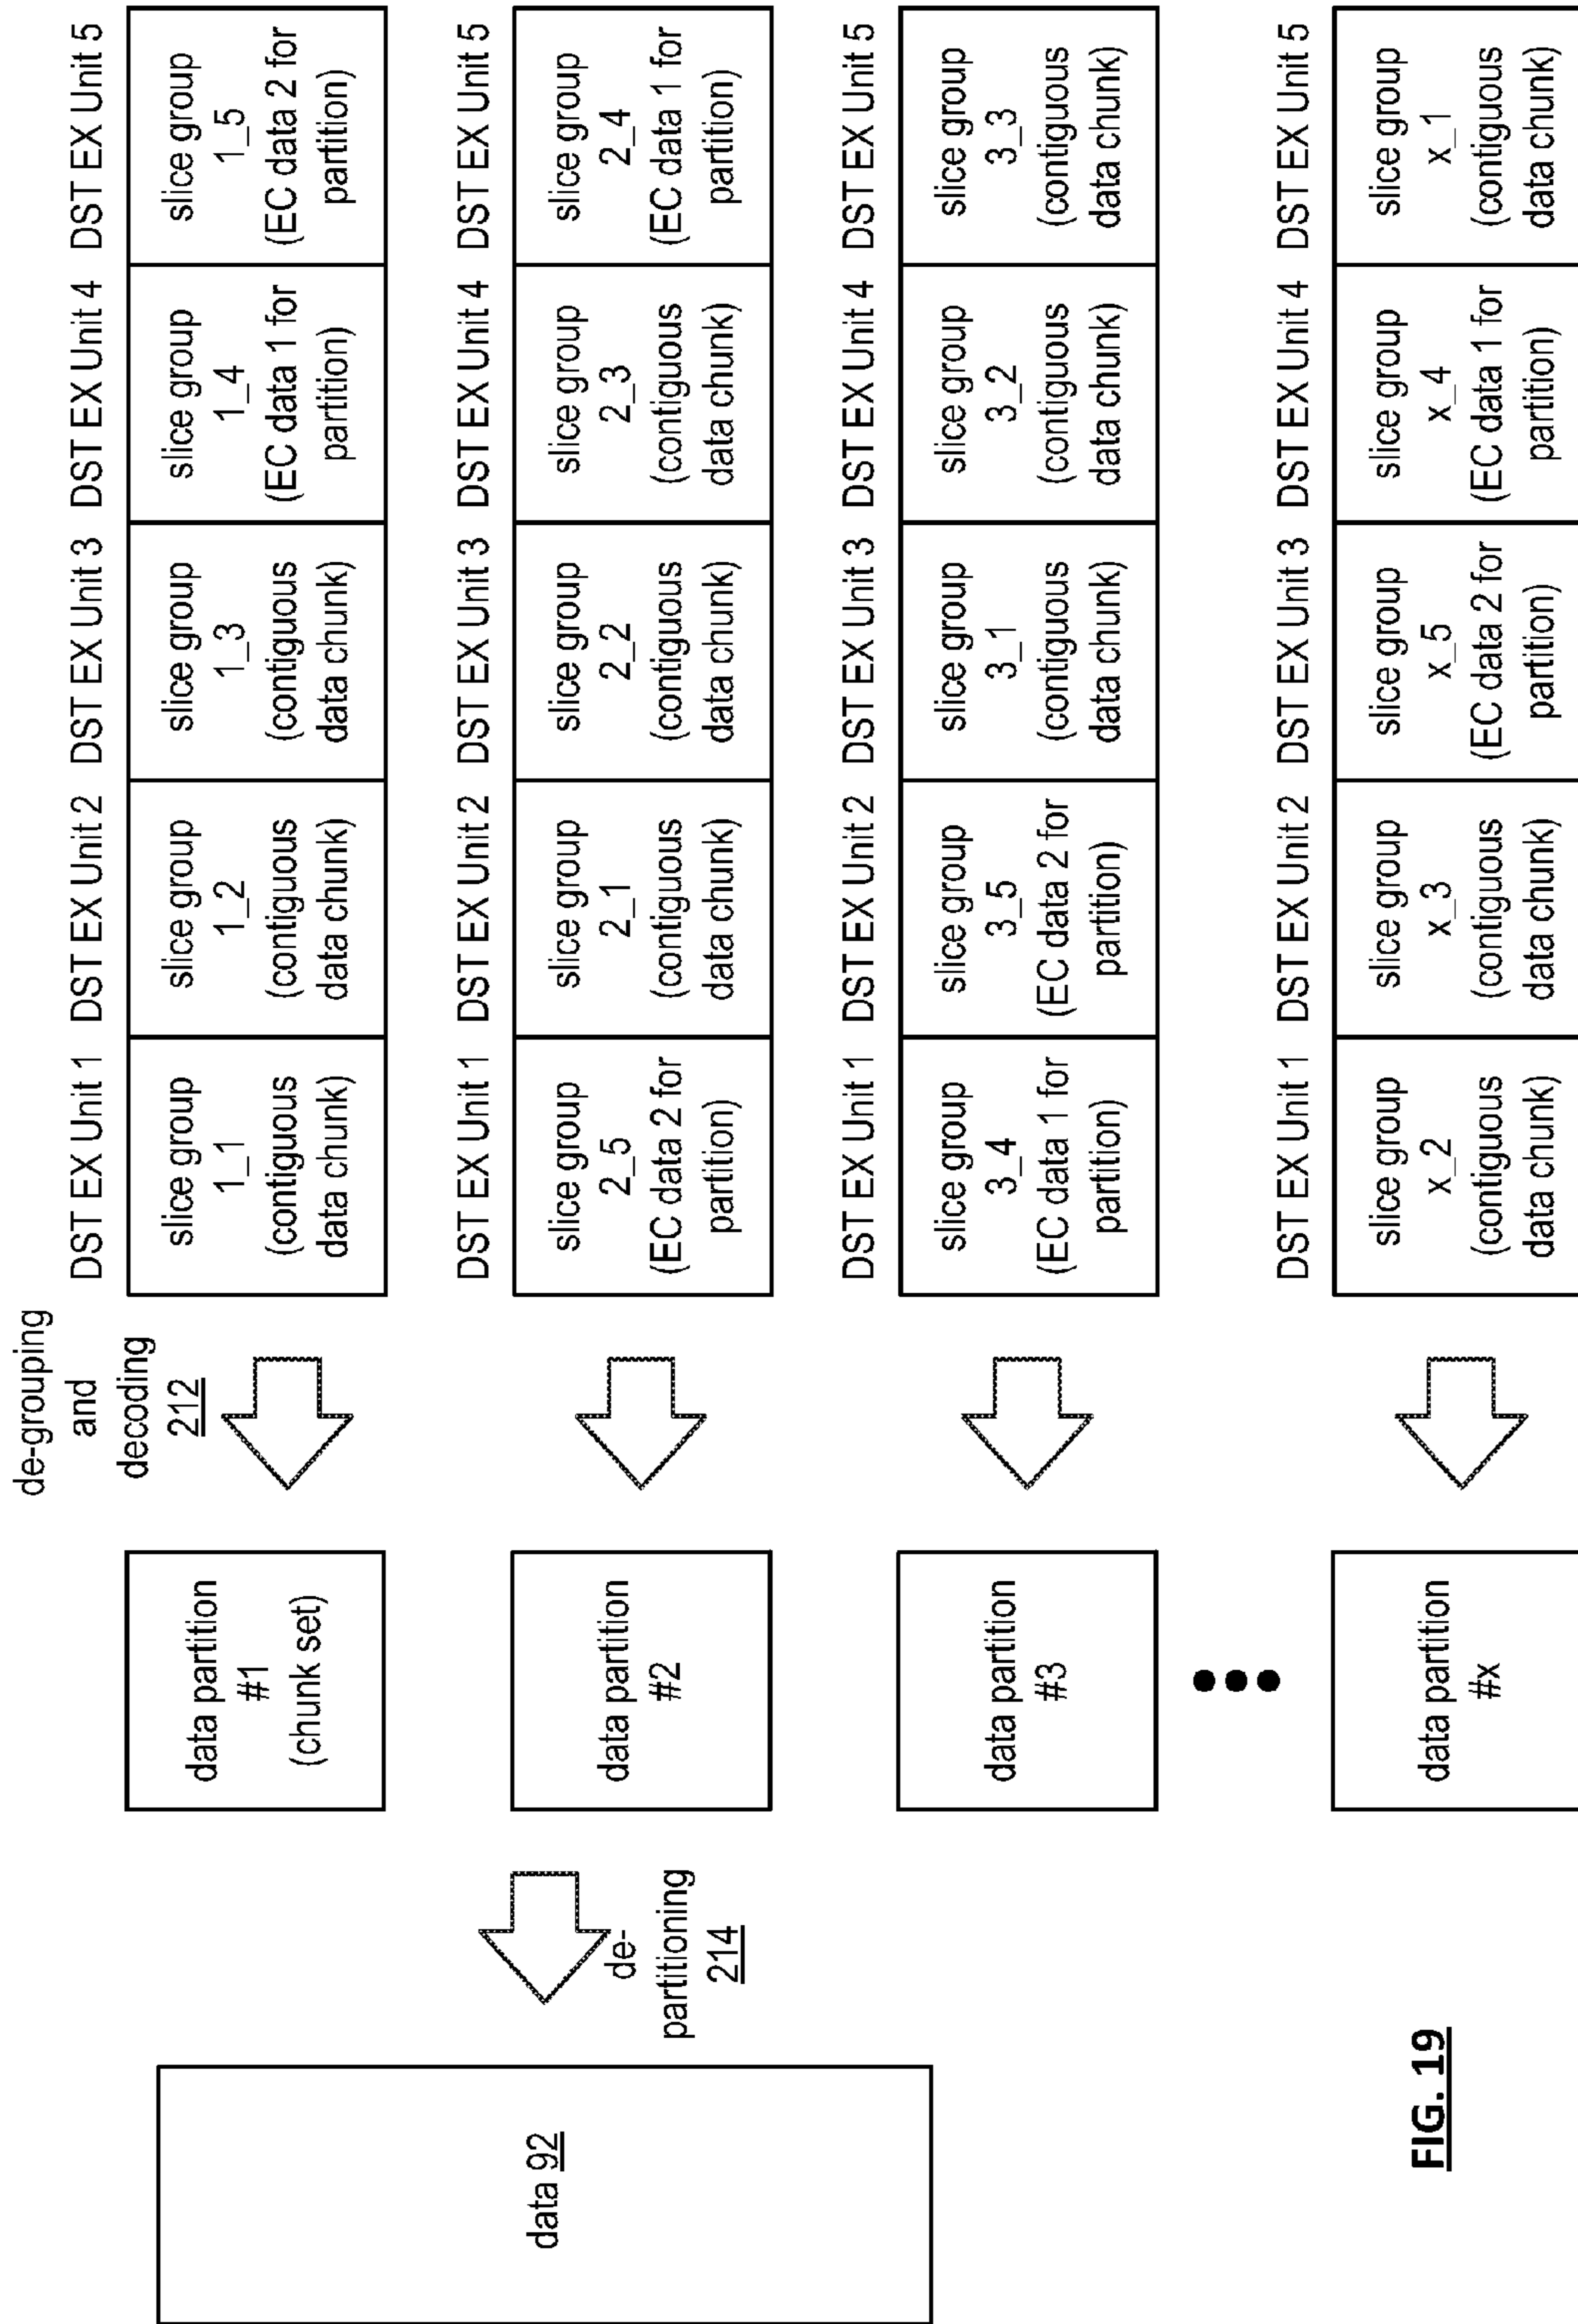 de-grouping
and
decoding
212
DST EX Unit 1 DST EX Unit 2 DST EX Unit 3 DST EX Unit 4 DST EX Unit 5
data partition
#1
(chunk set)
slice group
1_1
(contiguous
data chunk)
slice group
1_2
(contiguous
data chunk)
slice group
1_3
(contiguous
data chunk)
slice group
1_4
(EC data 1 for
partition)
slice group
1_5
(EC data 2 for
partition)
data 92
de-
partitioning
214
DST EX Unit 1 DST EX Unit 2 DST EX Unit 3 DST EX Unit 4 DST EX Unit 5
data partition
#2
slice group
2_5
(EC data 2 for
partition)
slice group
2_1
(contiguous
data chunk)
slice group
2_2
(contiguous
data chunk)
slice group
2_3
(contiguous
data chunk)
slice group
2_4
(EC data 1 for
partition)
DST EX Unit 1 DST EX Unit 2 DST EX Unit 3 DST EX Unit 4 DST EX Unit 5
data partition
#3
slice group
3_4
(EC data 1 for
partition)
slice group
3_5
(EC data 2 for
partition)
slice group
3_1
(contiguous
data chunk)
slice group
3_2
(contiguous
data chunk)
slice group
3_3
(contiguous
data chunk)
DST EX Unit 1 DST EX Unit 2 DST EX Unit 3 DST EX Unit 4 DST EX Unit 5
data partition
#x
slice group
x_2
(contiguous
data chunk)
slice group
x_3
(contiguous
data chunk)
slice group
x_5
(EC data 2 for
partition)
slice group
x_4
(EC data 1 for
partition)
slice group
x_1
(contiguous
data chunk)
FIG. 19